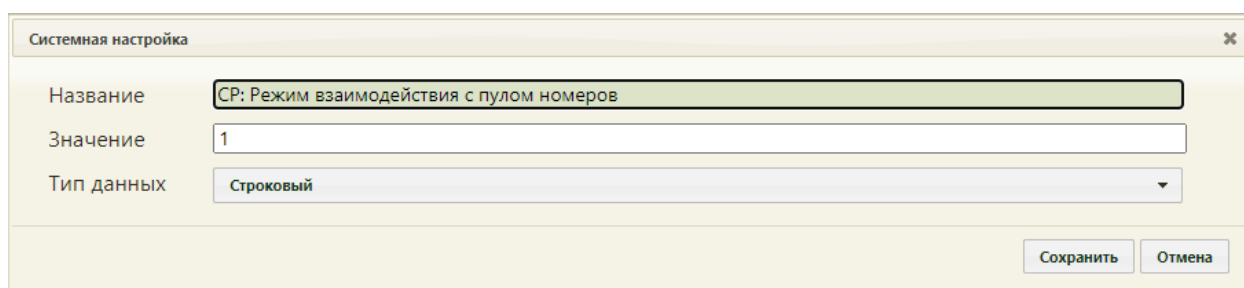 Системная настройка
Название СР: Режим взаимодействия с пулом номеров
Значение 1
Тип данных Строковый
Сохранить Отмена